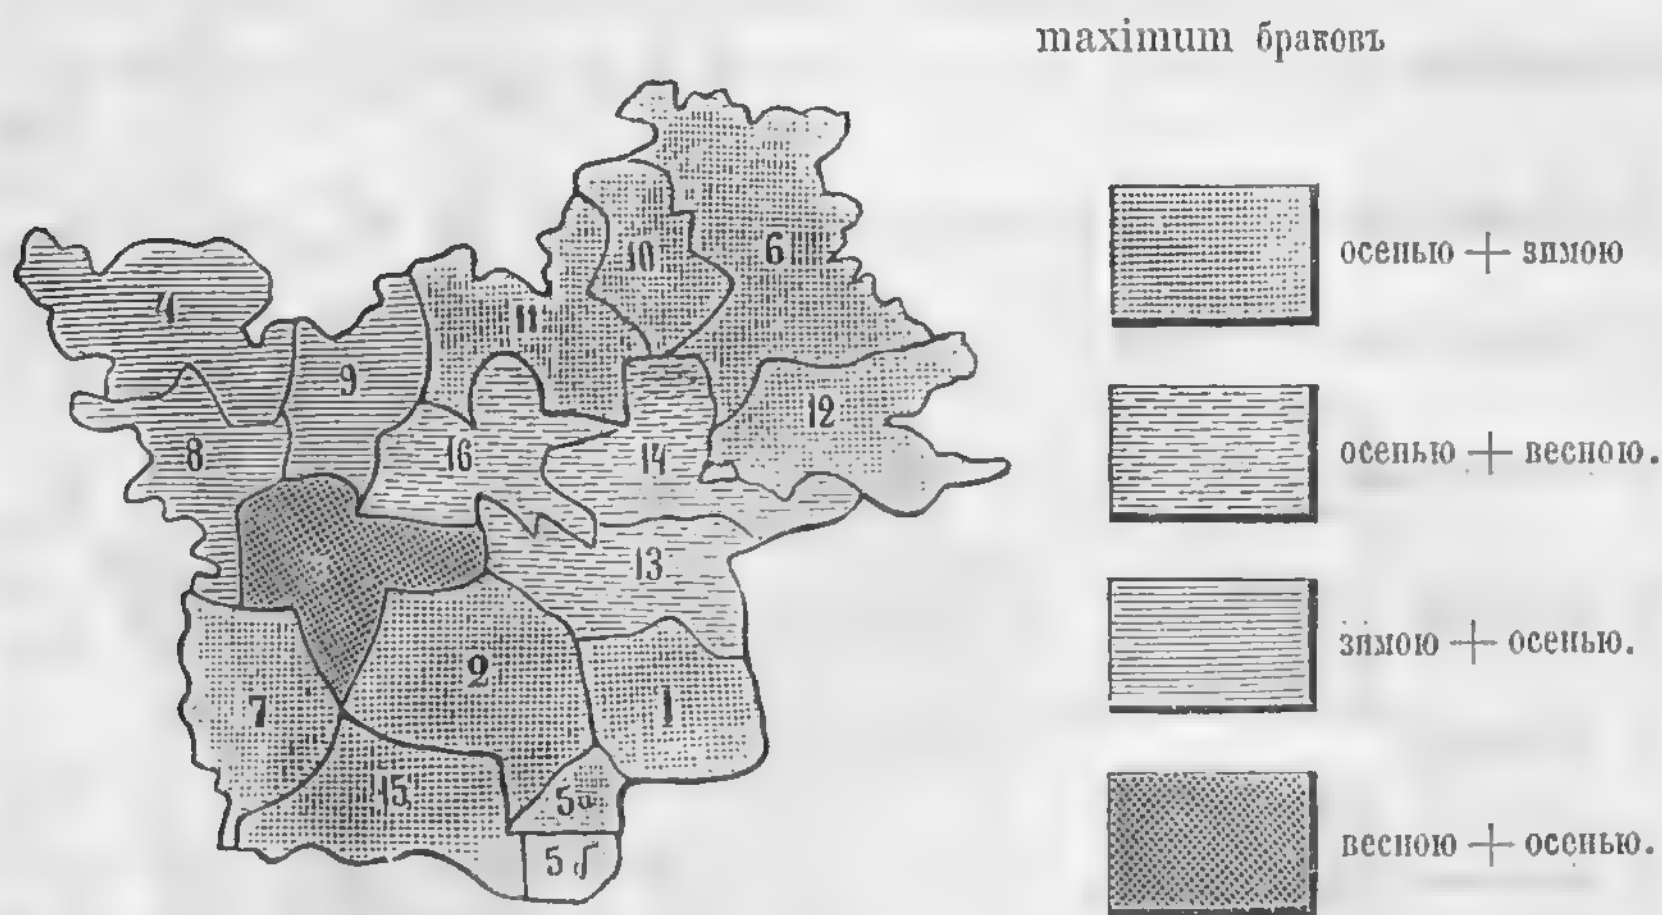 maximum браковъ
осенью + зимою
осенью + весною.
зимою + осенью.
весною + осенью.
6
10
4
11
9
12
8
16
14
13
2
7
1
15
5а
5б